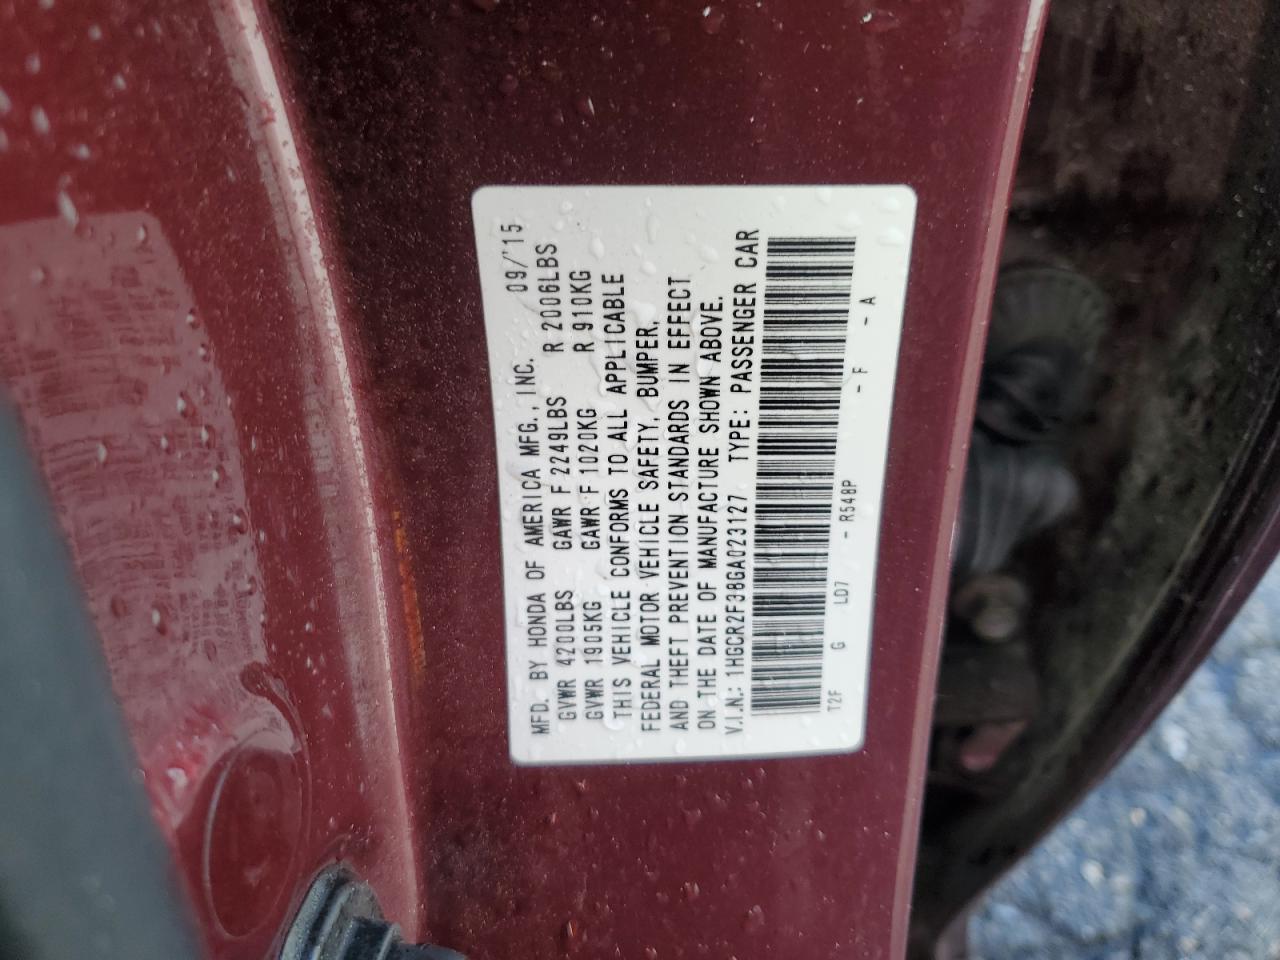 MFD. BY HONDA OF AMERICA MFG., INC. 09/'15
GVWR 4200LBS GAWR F 2249LBS R 2006LBS
GVWR 1905KG GAWR F 1020KG R 910KG
THIS VEHICLE CONFORMS TO ALL APPLICABLE
FEDERAL MOTOR VEHICLE SAFETY, BUMPER,
AND THEFT PREVENTION STANDARDS IN EFFECT
ON THE DATE OF MANUFACTURE SHOWN ABOVE.
V.I.N.: 1HGCR2F38GA023127 TYPE: PASSENGER CAR
T2F G LD7 - R548P - F - A